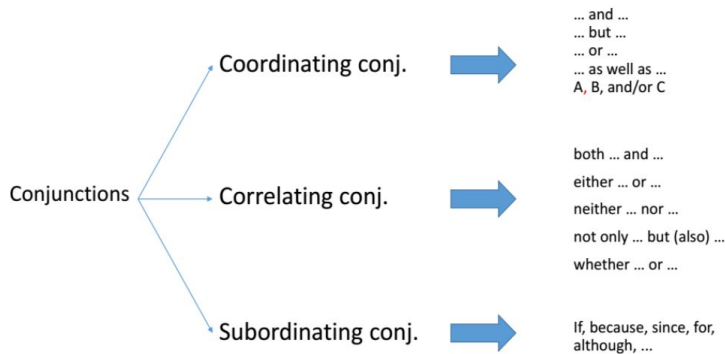 Conjunctions
Coordinating conj.
… and …
… but …
… or …
… as well as …
A, B, and/or C
Correlating conj.
both … and …
either … or …
neither … nor …
not only … but (also) …
whether … or …
Subordinating conj.
If, because, since, for,
although, …